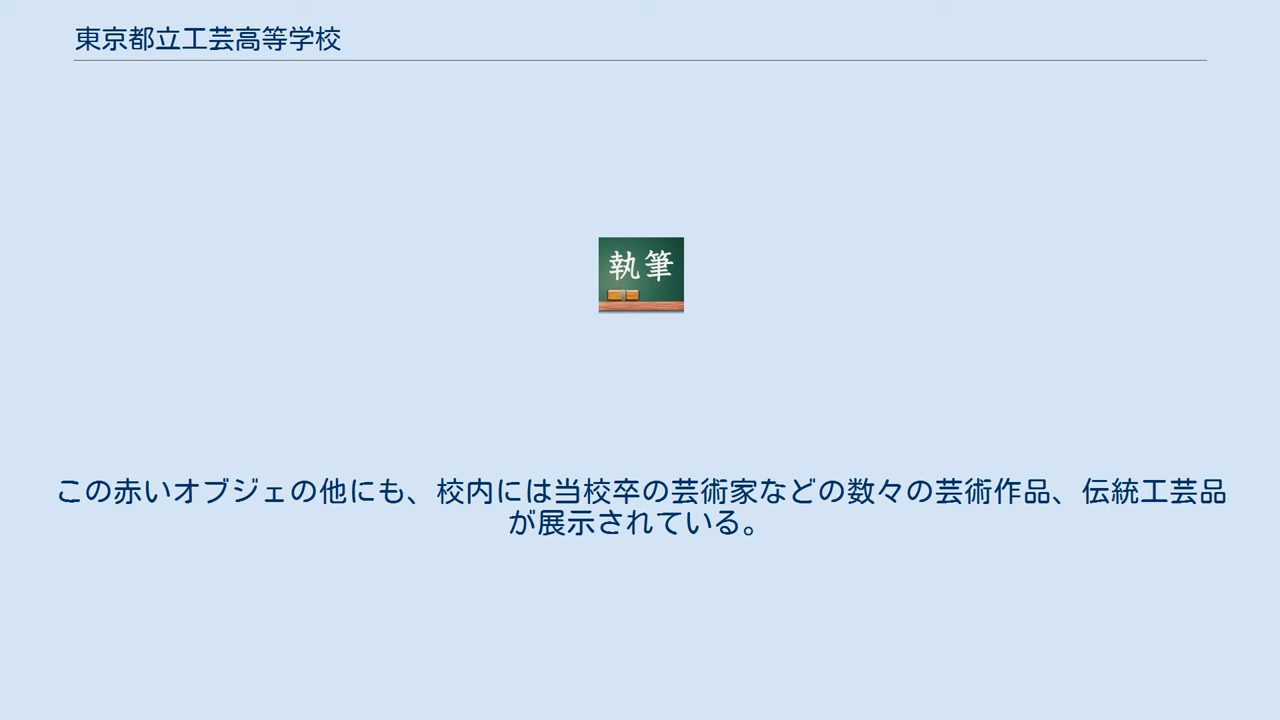 東京都立工芸高等学校
執筆
この赤いオブジェの他にも、校内には当校卒の芸術家などの数々の芸術作品、伝統工芸品
が展示されている。